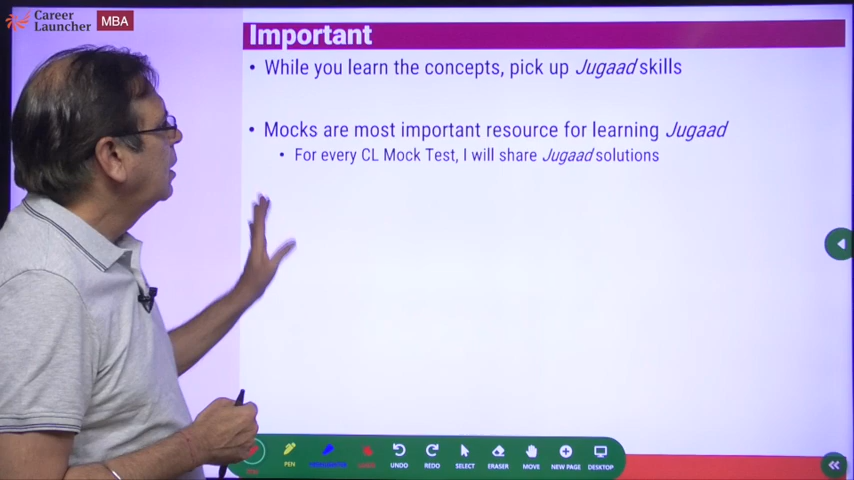 Career
Launcher
MBA
Important
• While you learn the concepts, pick up Jugaad skills
• Mocks are most important resource for learning Jugaad
• For every CL Mock Test, I will share Jugaad solutions
PEN
UNDO
REDO
SELECT
ERASER
MOVE
NEW PAGE
DESKTOP